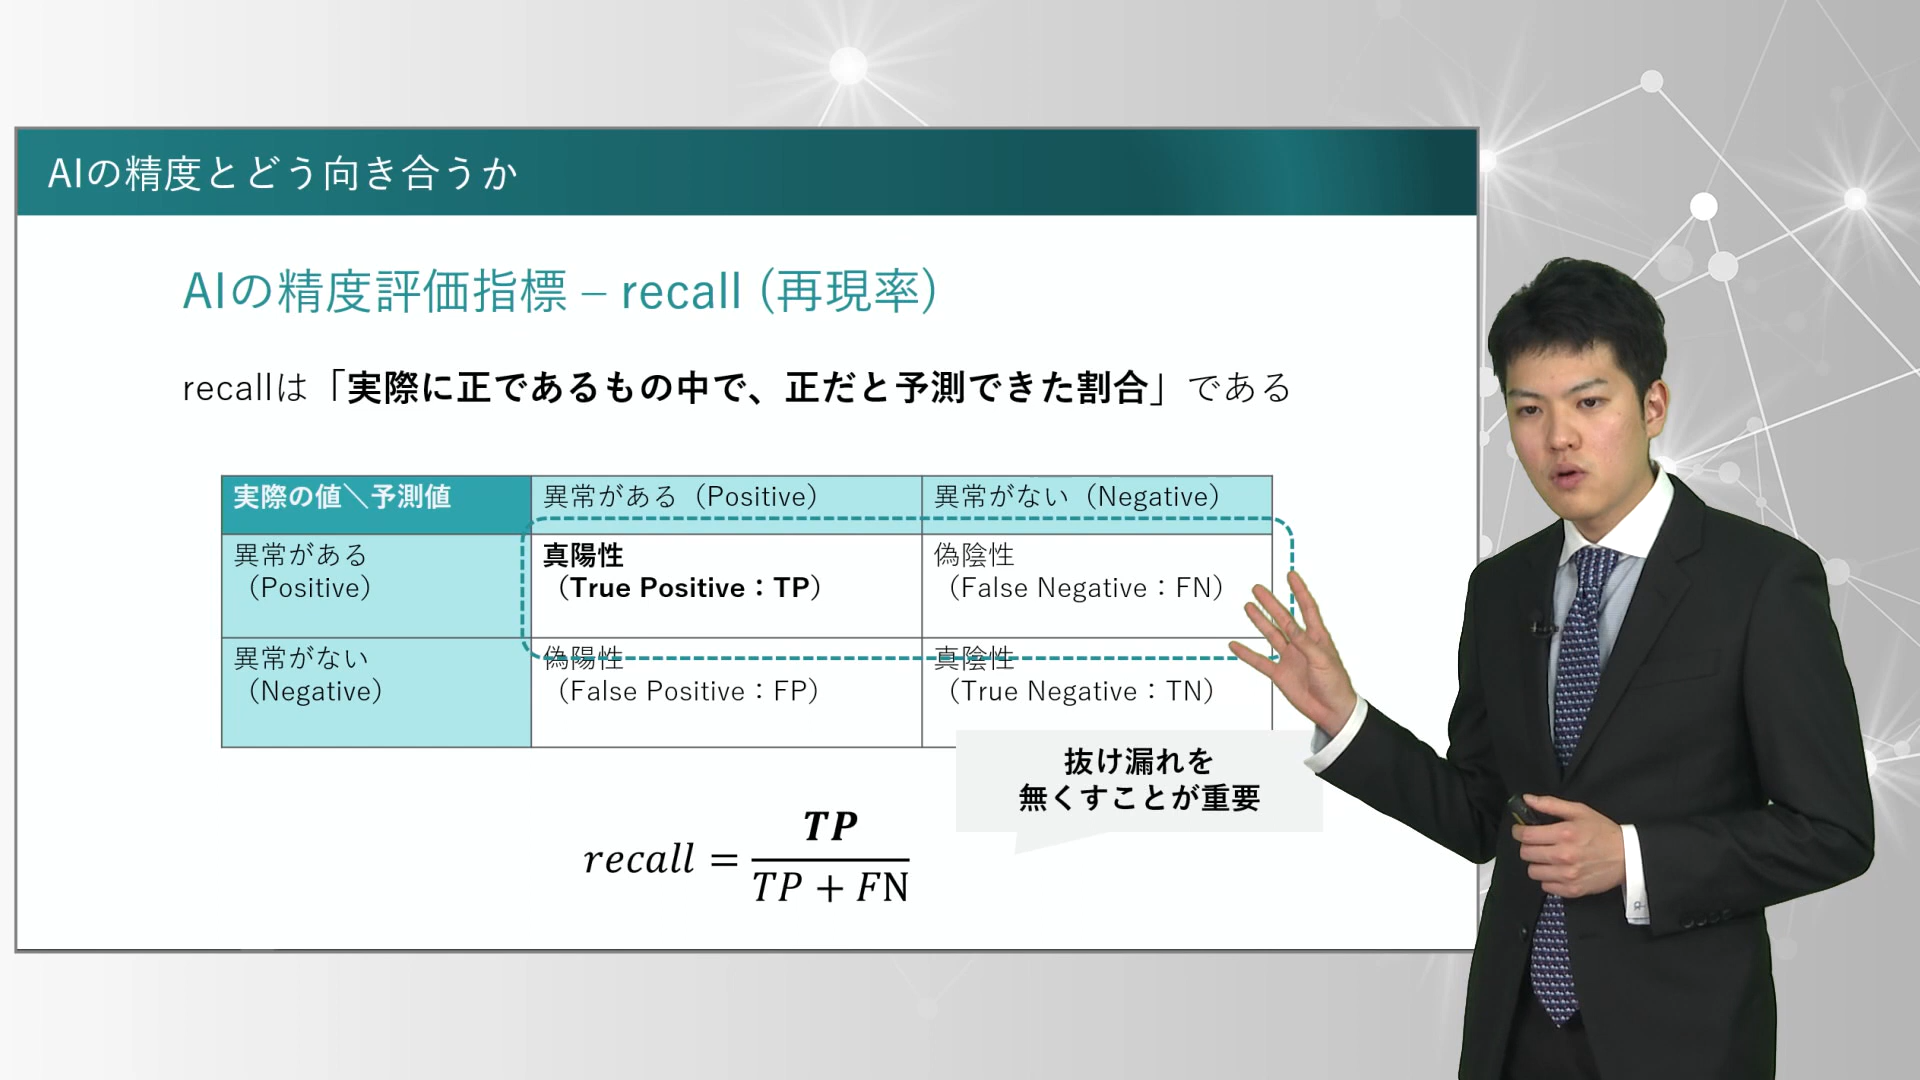 AIの精度とどう向き合うか
AIの精度評価指標 – recall (再現率)
recallは「実際に正であるもの中で、正だと予測できた割合」である
実際の値＼予測値
異常がある（Positive）
異常がない（Negative）
異常がある
（Positive）
真陽性
（True Positive：TP）
偽陰性
（False Negative：FN）
異常がない
（Negative）
偽陽性
（False Positive：FP）
真陰性
（True Negative：TN）
抜け漏れを
無くすことが重要
recall = TP / TP + FN